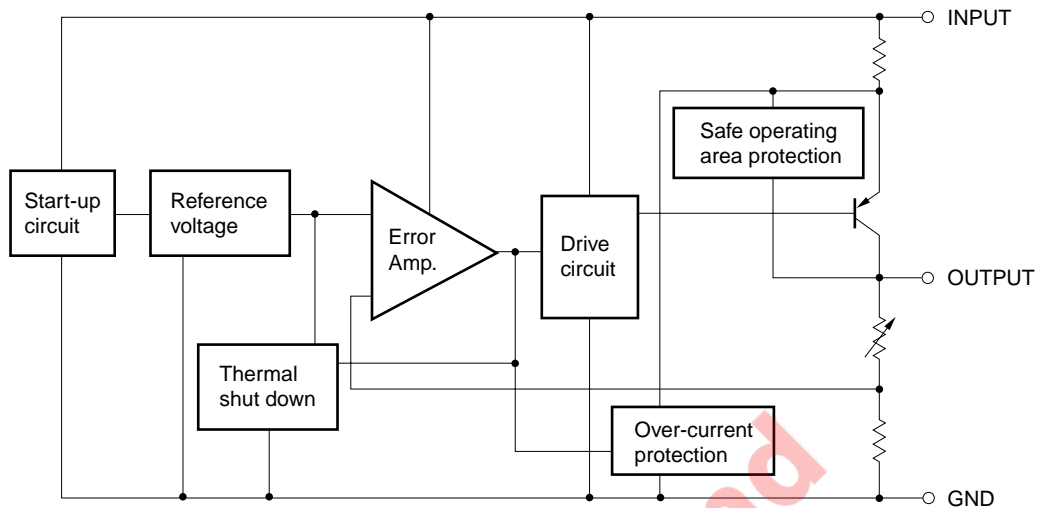 INPUT
Safe operating
area protection
Start-up
circuit
Reference
voltage
Error
Amp.
Drive
circuit
OUTPUT
Thermal
shut down
Over-current
protection
GND